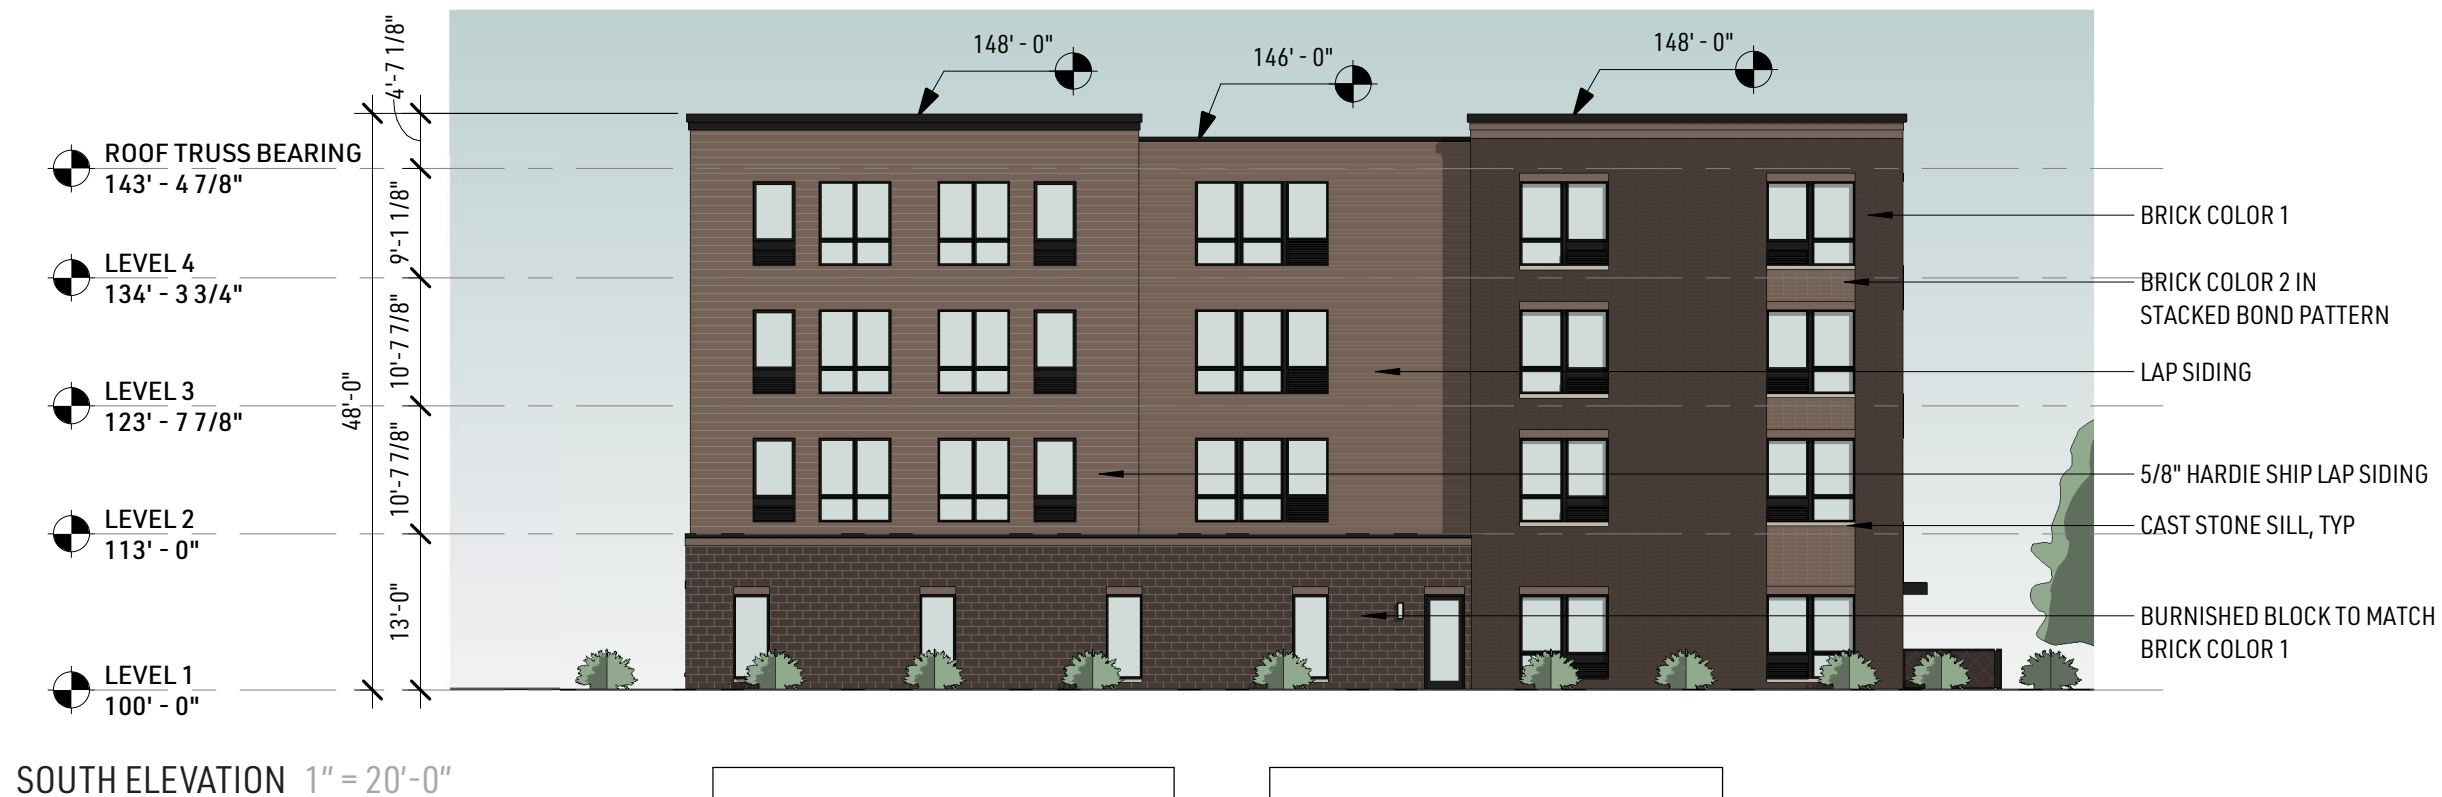 148' - 0"
146' - 0"
148' - 0"
4'-7 1/8"
ROOF TRUSS BEARING
143' - 4 7/8"
9'-1 1/8"
LEVEL 4
134' - 3 3/4"
10'-7 7/8"
LEVEL 3
123' - 7 7/8"
48'-0"
10'-7 7/8"
LEVEL 2
113' - 0"
13'-0"
LEVEL 1
100' - 0"
BRICK COLOR 1
BRICK COLOR 2 IN
STACKED BOND PATTERN
LAP SIDING
5/8" HARDIE SHIP LAP SIDING
CAST STONE SILL, TYP
BURNISHED BLOCK TO MATCH
BRICK COLOR 1
SOUTH ELEVATION 1" = 20'-0"